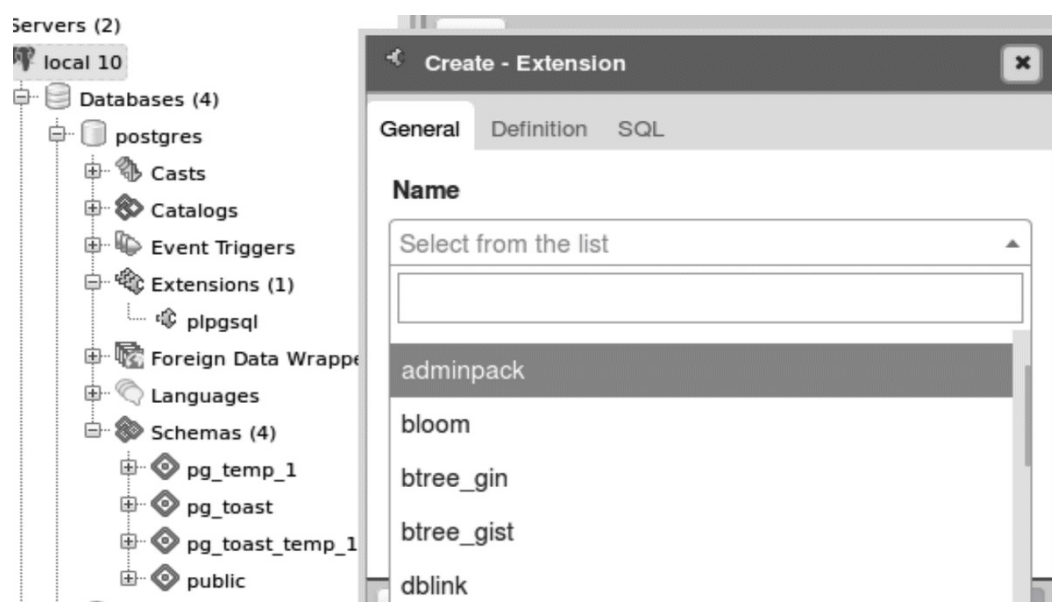 Servers (2)
local 10
Databases (4)
postgres
Casts
Catalogs
Event Triggers
Extensions (1)
plpgsql
Foreign Data Wrappe
Languages
Schemas (4)
pg_temp_1
pg_toast
pg_toast_temp_1
public
Create - Extension
General Definition SQL
Name
Select from the list
adminpack
bloom
btree_gin
btree_gist
dblink